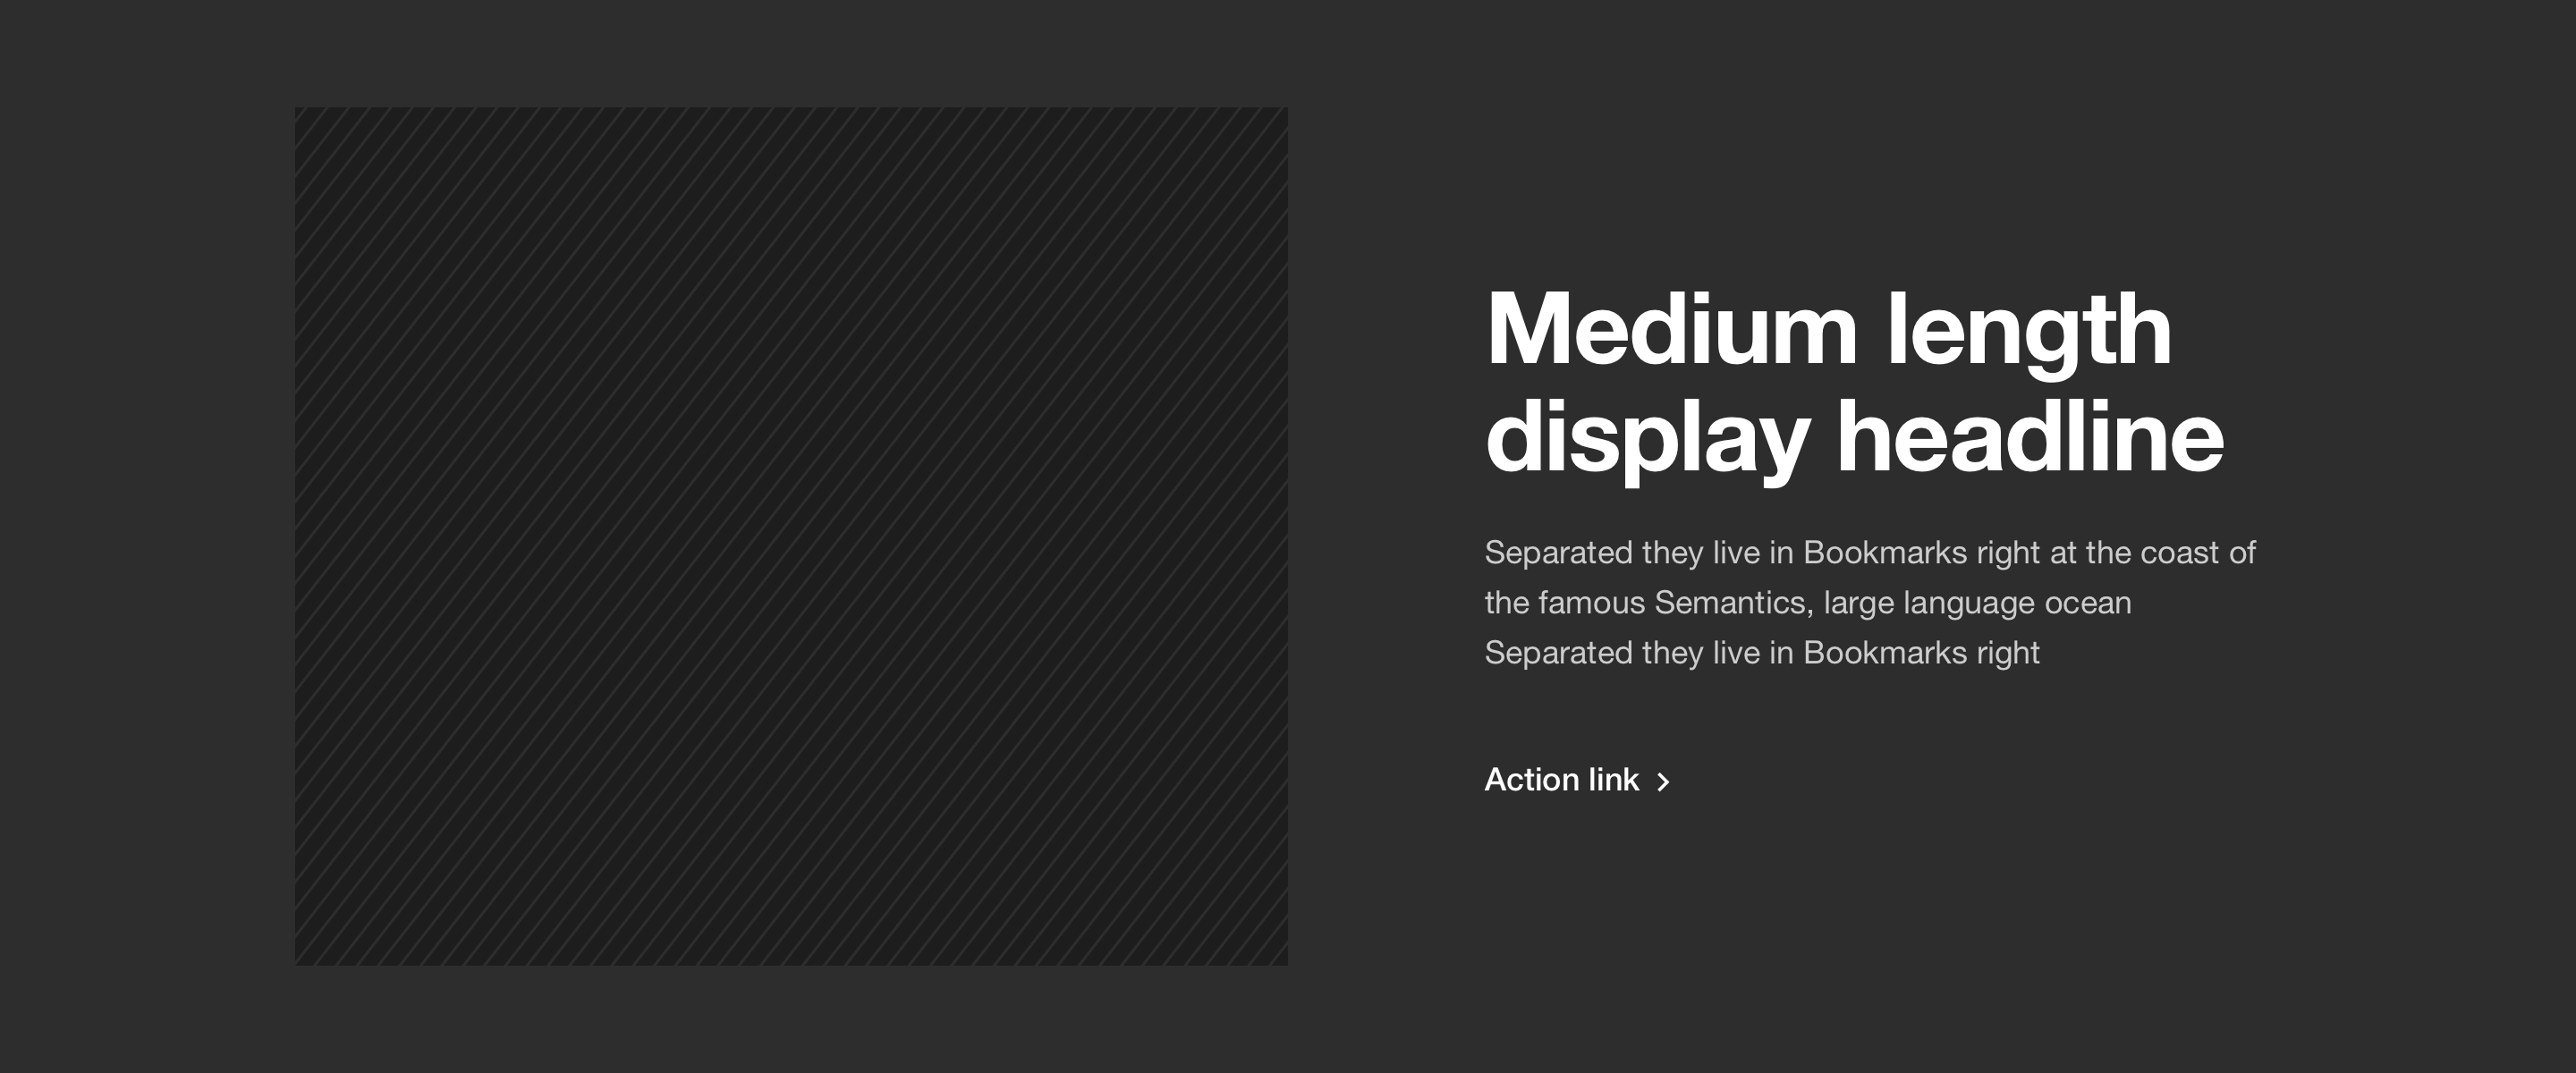 Medium length
display headline
Separated they live in Bookmarks right at the coast of
the famous Semantics, large language ocean
Separated they live in Bookmarks right
Action link